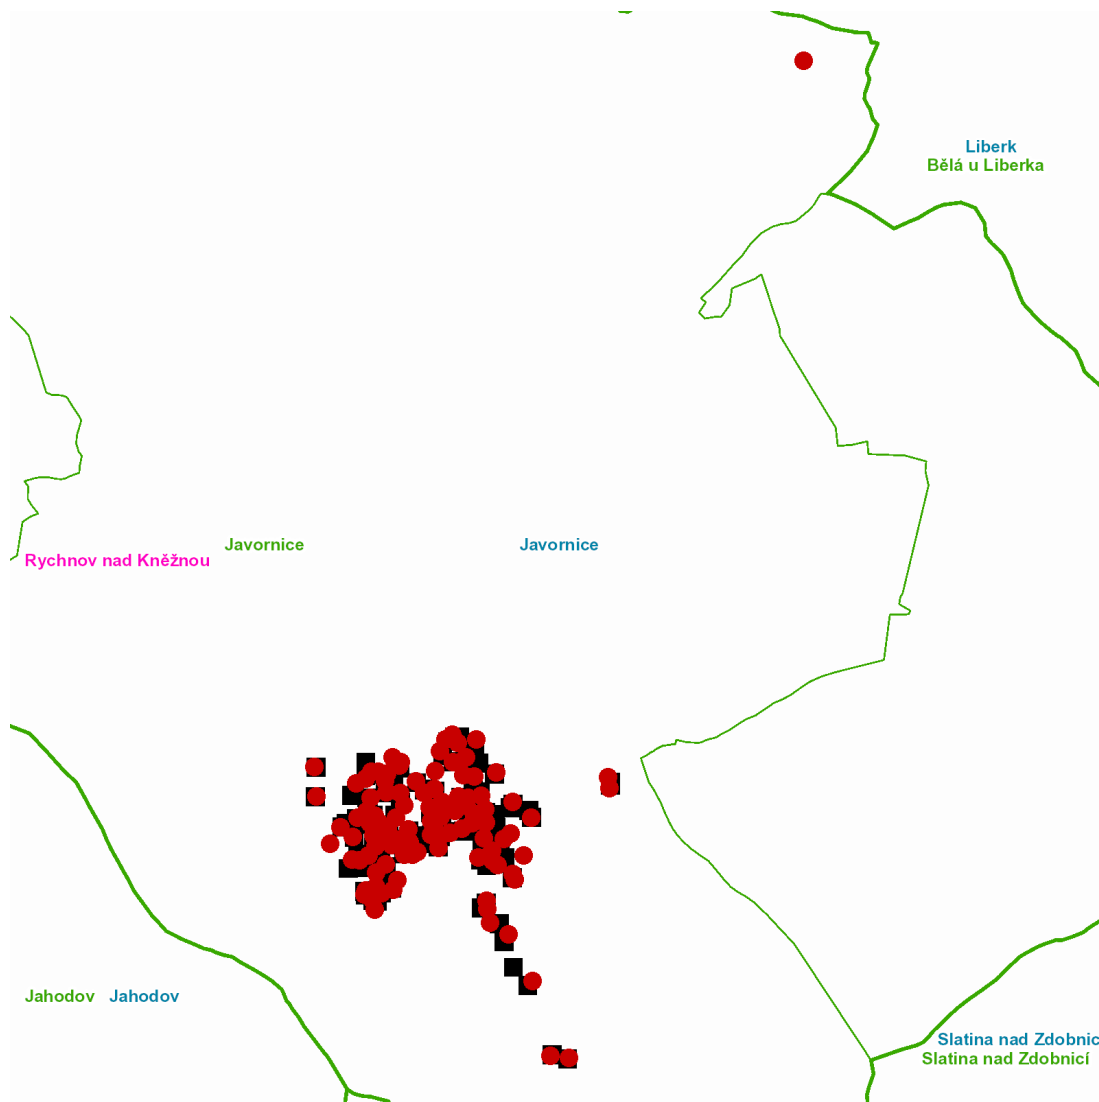 Liberk
Bělá u Liberka
Javornice Javornice
Rychnov nad Kněžnou
Jahodov Jahodov
Slatina nad Zdobnic
Slatina nad Zdobnicí